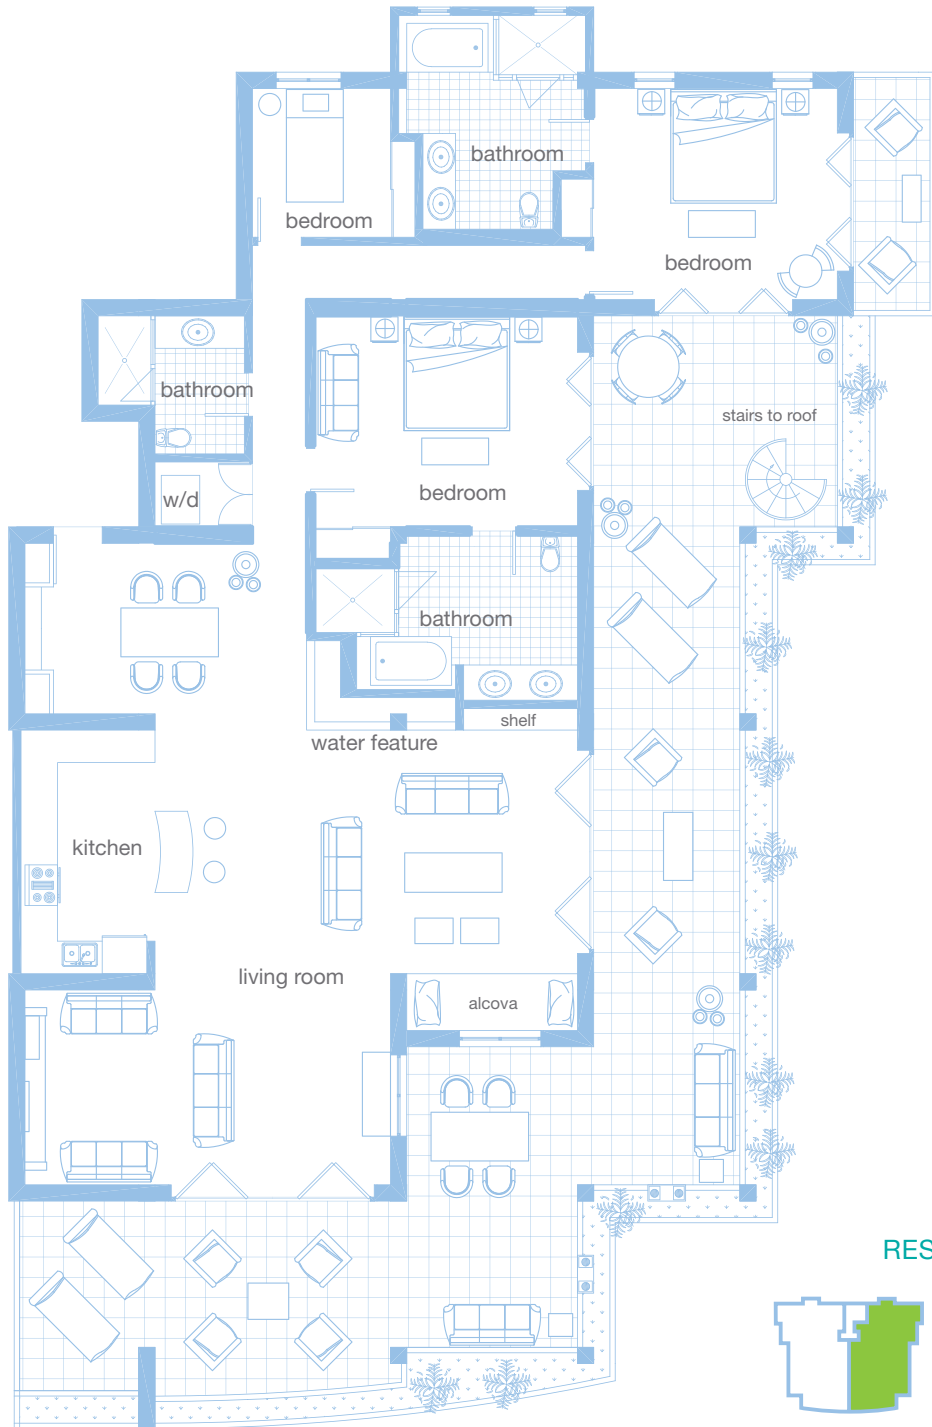 bathroom
bedroom
bedroom
bathroom
stairs to roof
w/d
bedroom
bathroom
shelf
water feature
kitchen
living room
alcova
RES